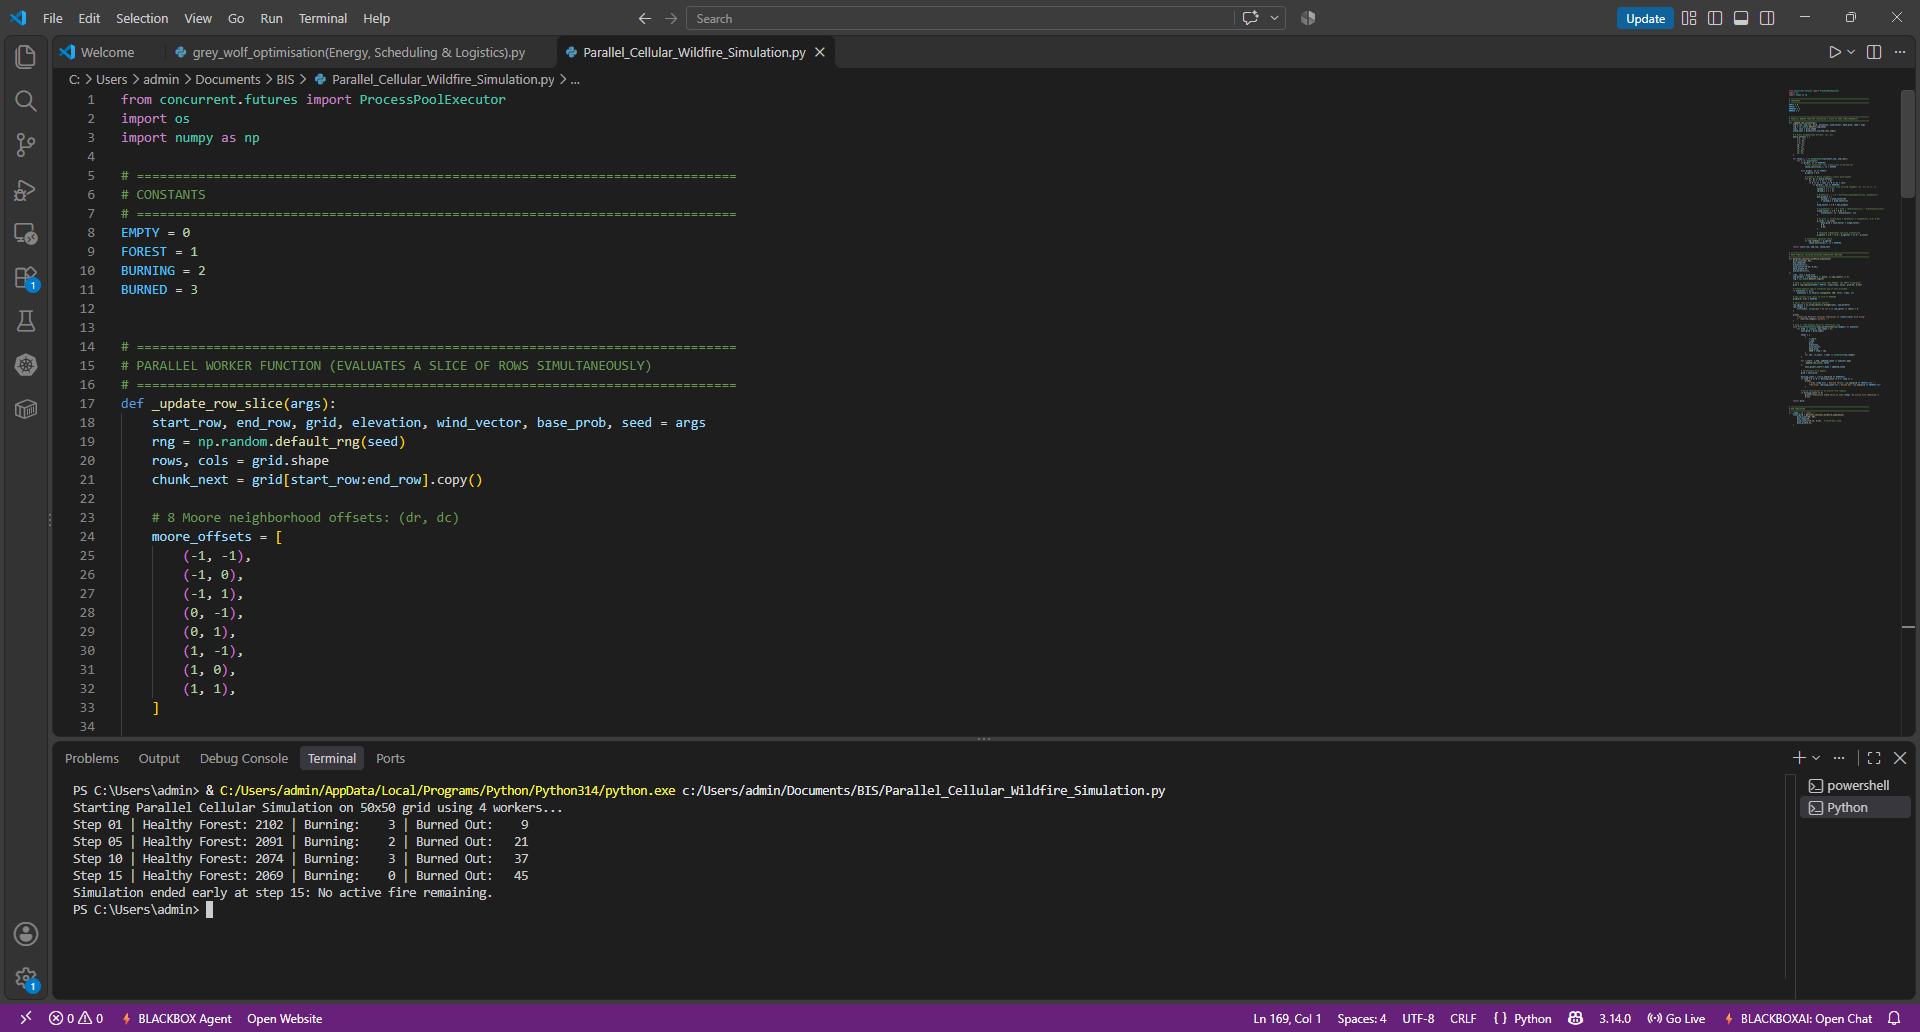 File Edit Selection View Go Run Terminal Help Search Update
Welcome grey_wolf_optimisation(Energy, Scheduling & Logistics).py Parallel_Cellular_Wildfire_Simulation.py
C: > Users > admin > Documents > BIS > Parallel_Cellular_Wildfire_Simulation.py > ...
1 from concurrent.futures import ProcessPoolExecutor
2 import os
3 import numpy as np
4
5 # ==============================================================================
6 # CONSTANTS
7 # ==============================================================================
8 EMPTY = 0
9 FOREST = 1
10 BURNING = 2
11 BURNED = 3
12
13
14 # ==============================================================================
15 # PARALLEL WORKER FUNCTION (EVALUATES A SLICE OF ROWS SIMULTANEOUSLY)
16 # ==============================================================================
17 def _update_row_slice(args):
18 start_row, end_row, grid, elevation, wind_vector, base_prob, seed = args
19 rng = np.random.default_rng(seed)
20 rows, cols = grid.shape
21 chunk_next = grid[start_row:end_row].copy()
22
23 # 8 Moore neighborhood offsets: (dr, dc)
24 moore_offsets = [
25 (-1, -1),
26 (-1, 0),
27 (-1, 1),
28 (0, -1),
29 (0, 1),
30 (1, -1),
31 (1, 0),
32 (1, 1),
33 ]
34
1
Problems Output Debug Console Terminal Ports
PS C:\Users\admin> & C:/Users/admin/AppData/Local/Programs/Python/Python314/python.exe c:/Users/admin/Documents/BIS/Parallel_Cellular_Wildfire_Simulation.py
Starting Parallel Cellular Simulation on 50x50 grid using 4 workers...
Step 01 | Healthy Forest: 2102 | Burning: 3 | Burned Out: 9
Step 05 | Healthy Forest: 2091 | Burning: 2 | Burned Out: 21
Step 10 | Healthy Forest: 2074 | Burning: 3 | Burned Out: 37
Step 15 | Healthy Forest: 2069 | Burning: 0 | Burned Out: 45
Simulation ended early at step 15: No active fire remaining.
PS C:\Users\admin>
powershell
Python
1
0 0 BLACKBOX Agent Open Website Ln 169, Col 1 Spaces: 4 UTF-8 CRLF { } Python 3.14.0 Go Live BLACKBOXAI: Open Chat